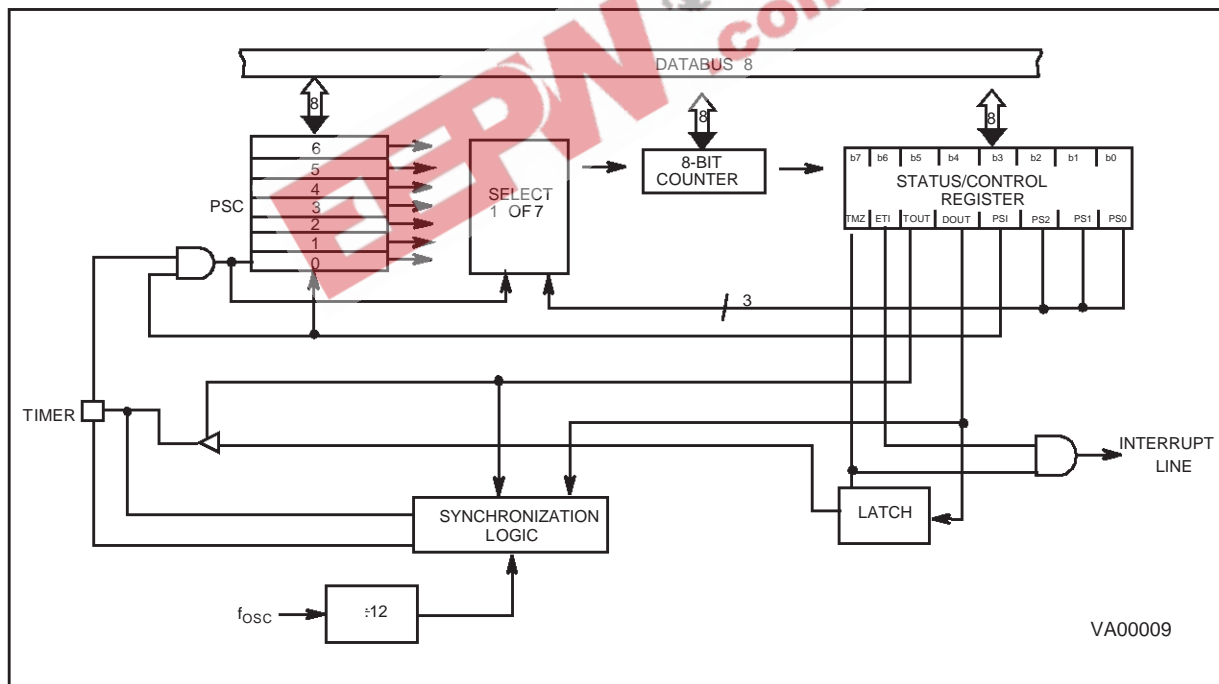 DATABUS 8
8
8
8
6
5
4
3
2
1
0
PSC
SELECT
1 OF 7
8-BIT
COUNTER
b7 b6 b5 b4 b3 b2 b1 b0
STATUS/CONTROL
REGISTER
TMZ ETI TOUT DOUT PSI PS2 PS1 PS0
3
TIMER
INTERRUPT
LINE
SYNCHRONIZATION
LOGIC
LATCH
fOSC
÷12
VA00009
EEPW
.com